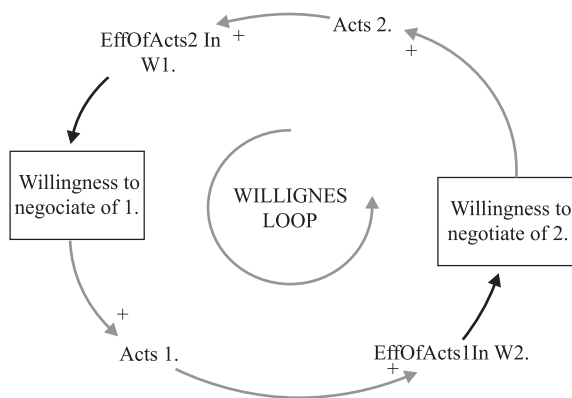 Acts 2.
+
+
EffOfActs2 In
W1.
Willingness to
negociate of 1.
WILLIGNES
LOOP
Willingness to
negotiate of 2.
+
Acts 1.
EffOfActs1In W2.
+